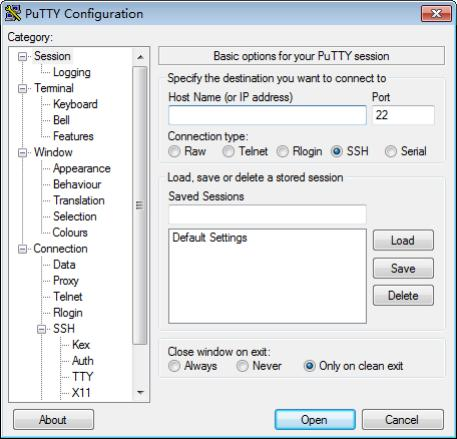 PuTTY Configuration
Category:
Session
Logging
Terminal
Keyboard
Bell
Features
Window
Appearance
Behaviour
Translation
Selection
Colours
Connection
Data
Proxy
Telnet
Rlogin
SSH
Kex
Auth
TTY
X11
Basic options for your PuTTY session
Specify the destination you want to connect to
Host Name (or IP address) Port
22
Connection type:
Raw Telnet Rlogin SSH Serial
Load, save or delete a stored session
Saved Sessions
Default Settings
Load
Save
Delete
Close window on exit:
Always Never Only on clean exit
About Open Cancel